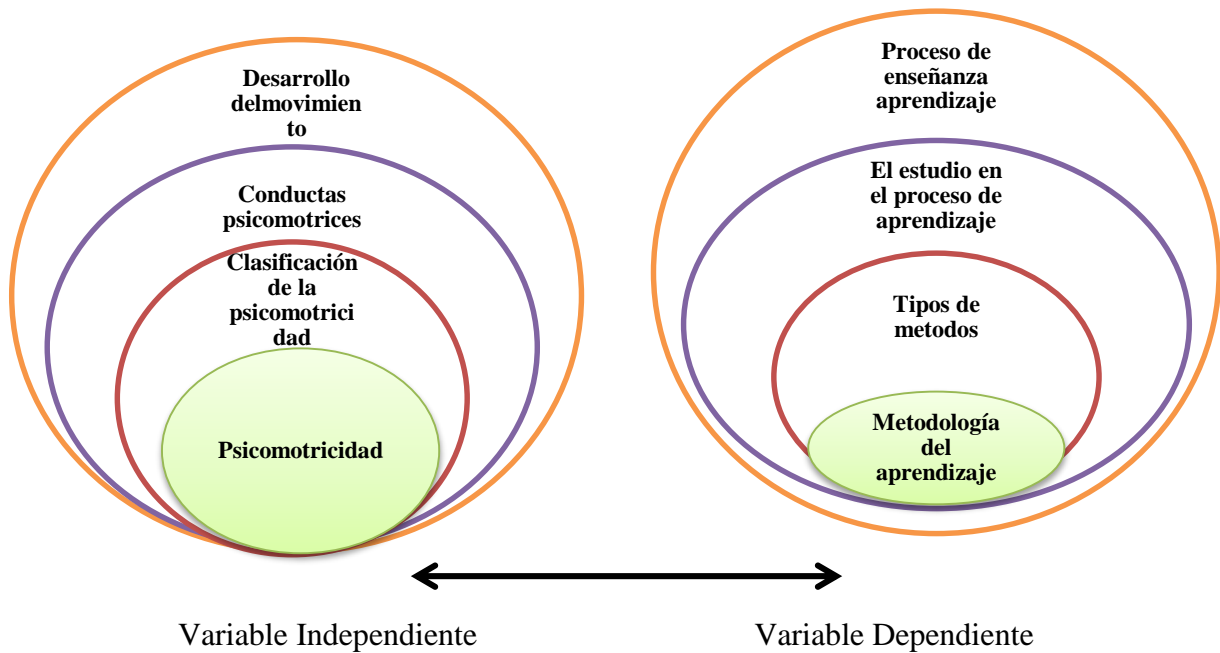 Desarrollo
delmovimien
to
Conductas
psicomotrices
Clasificación
de la
psicomotrici
dad
Psicomotricidad
Proceso de
enseñanza
aprendizaje
El estudio en
el proceso de
aprendizaje
Tipos de
metodos
Metodología
del
aprendizaje
Variable Independiente
Variable Dependiente